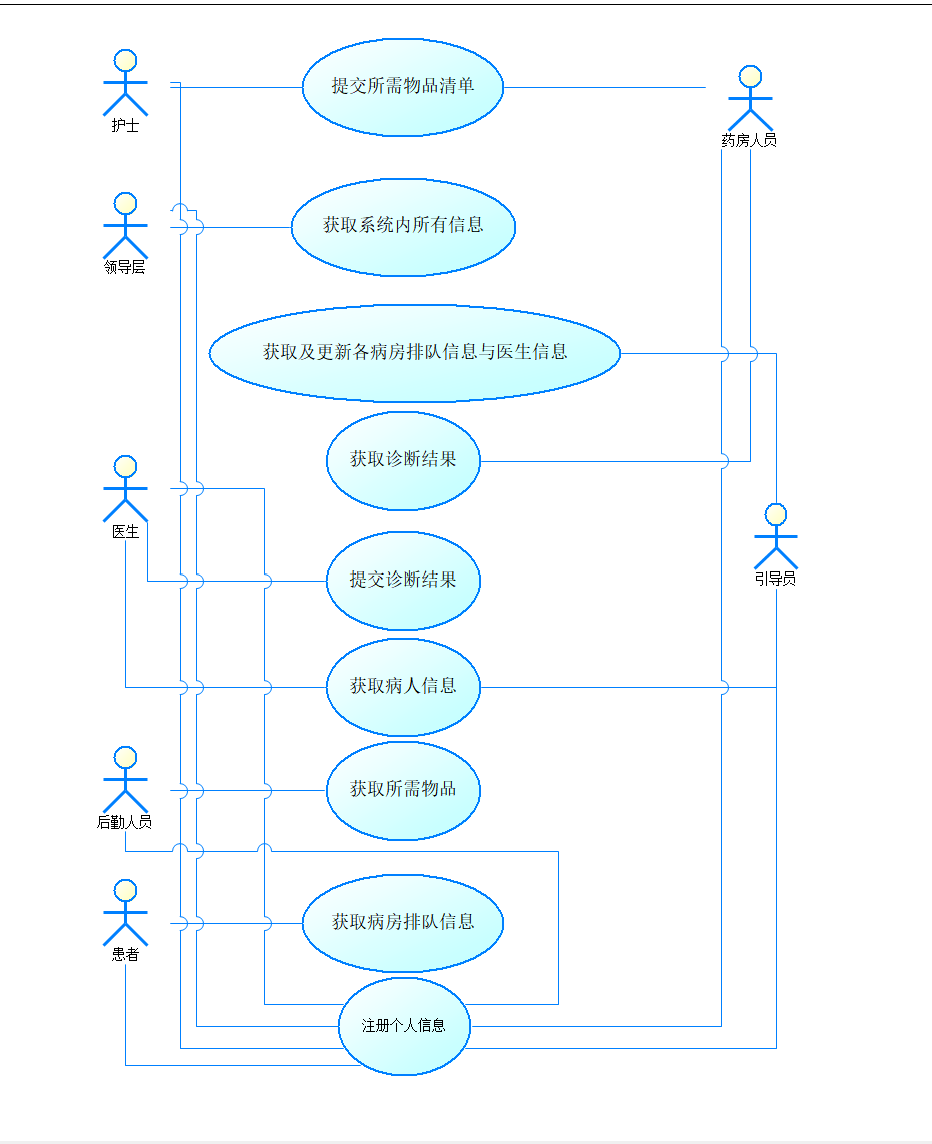 提交所需物品清单
护士
药房人员
获取系统内所有信息
领导层
获取及更新各病房排队信息与医生信息
获取诊断结果
医生
提交诊断结果
引导员
获取病人信息
获取所需物品
后勤人员
获取病房排队信息
患者
注册个人信息